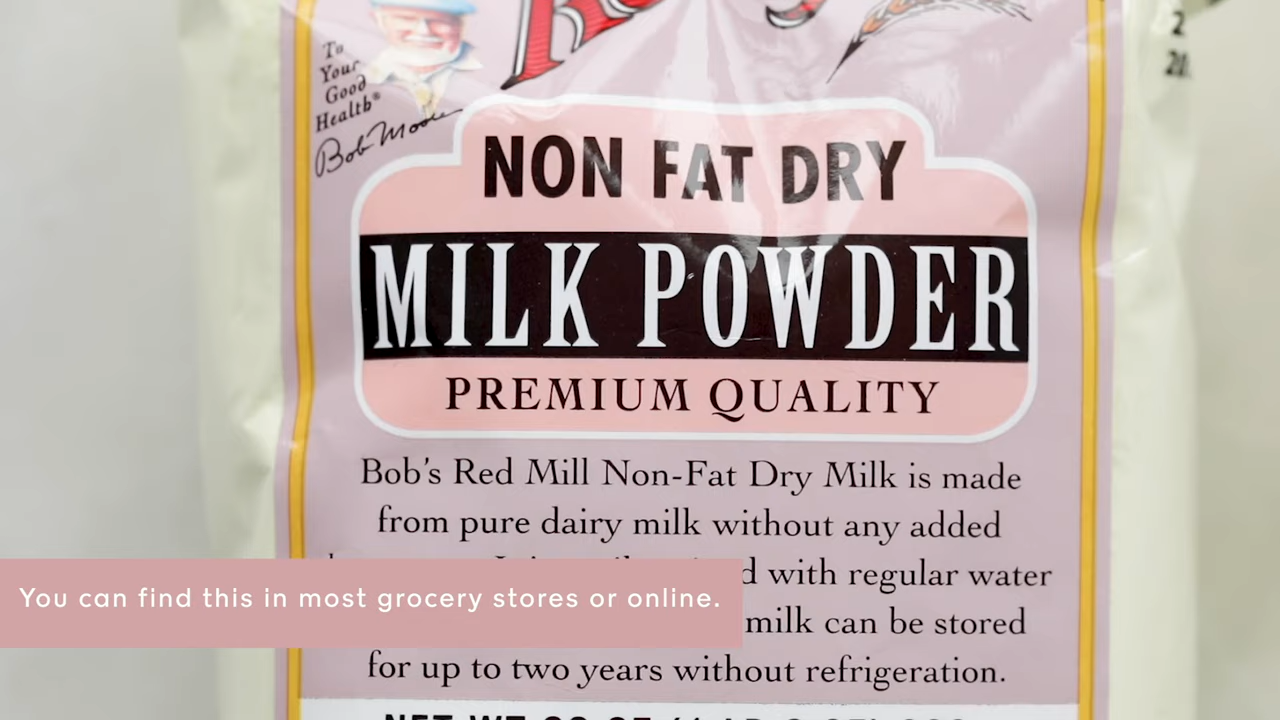 To
Your
Good
Health®
Bob Moore
NON FAT DRY
MILK POWDER
PREMIUM QUALITY
Bob's Red Mill Non-Fat Dry Milk is made
from pure dairy milk without any added
with regular water
You can find this in most grocery stores or online.
milk can be stored
for up to two years without refrigeration.